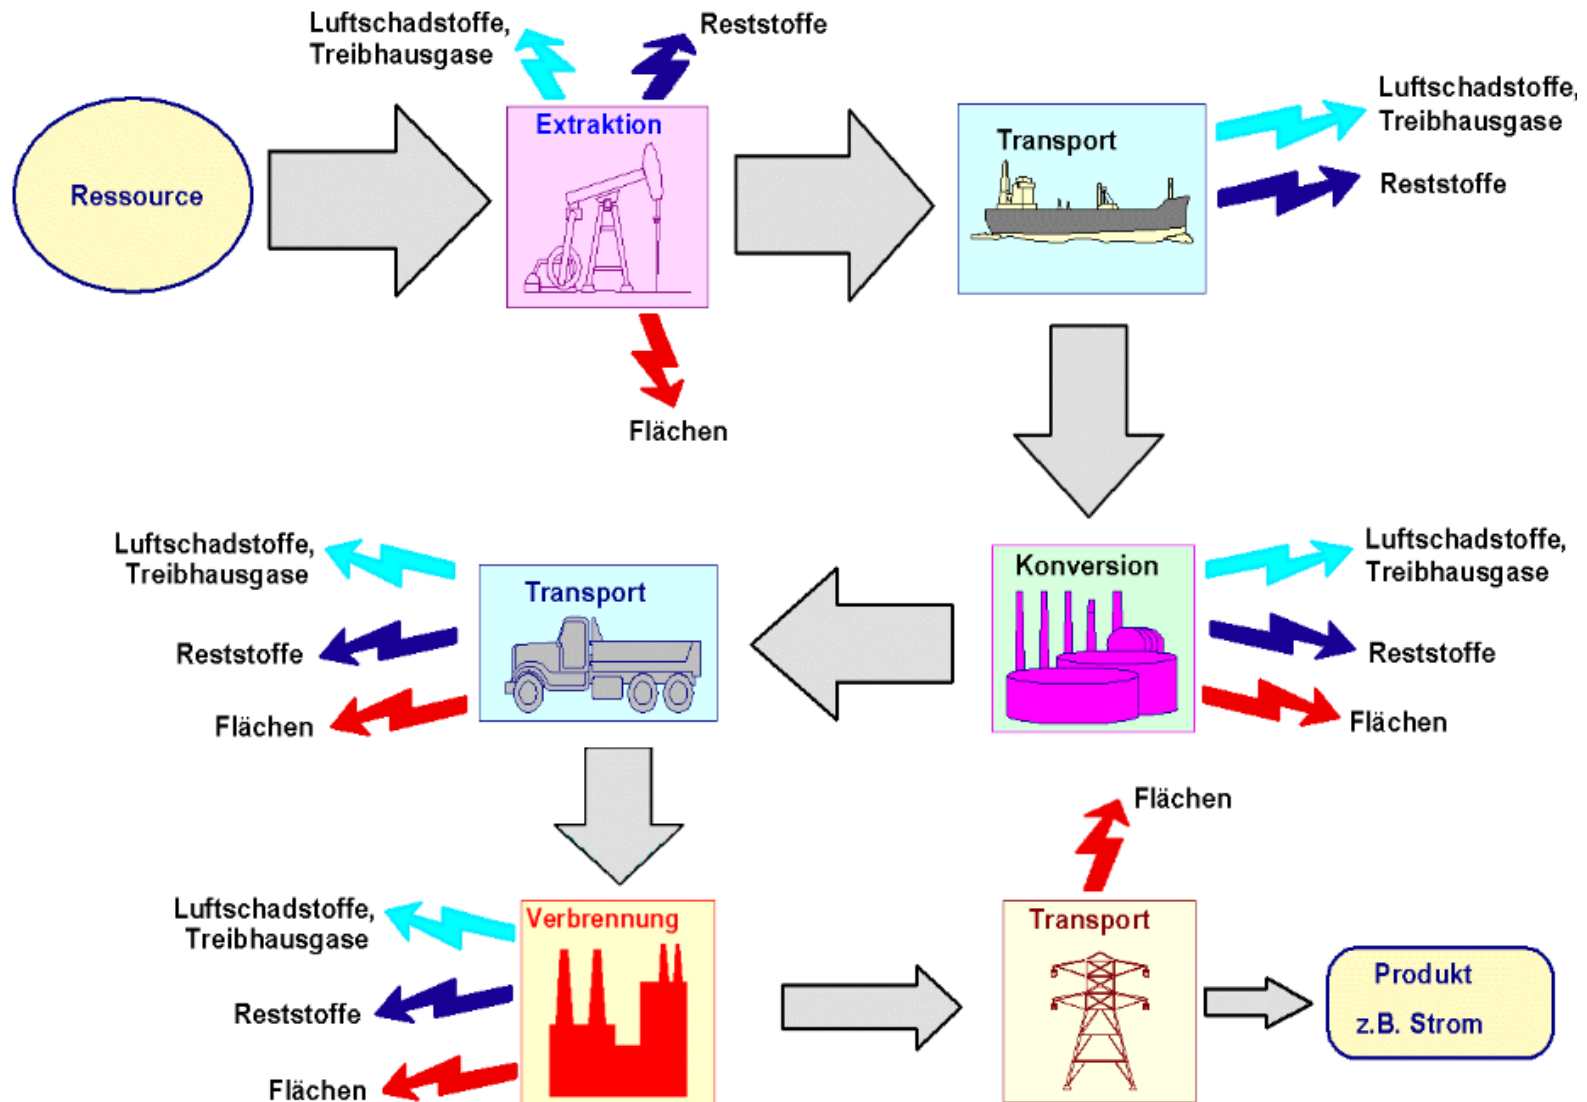 Luftschadstoffe,
Treibhausgase
Reststoffe
Ressource
Extraktion
Transport
Luftschadstoffe,
Treibhausgase
Reststoffe
Flächen
Luftschadstoffe,
Treibhausgase
Reststoffe
Flächen
Transport
Konversion
Luftschadstoffe,
Treibhausgase
Reststoffe
Flächen
Flächen
Luftschadstoffe,
Treibhausgase
Reststoffe
Flächen
Verbrennung
Transport
Produkt
z.B. Strom